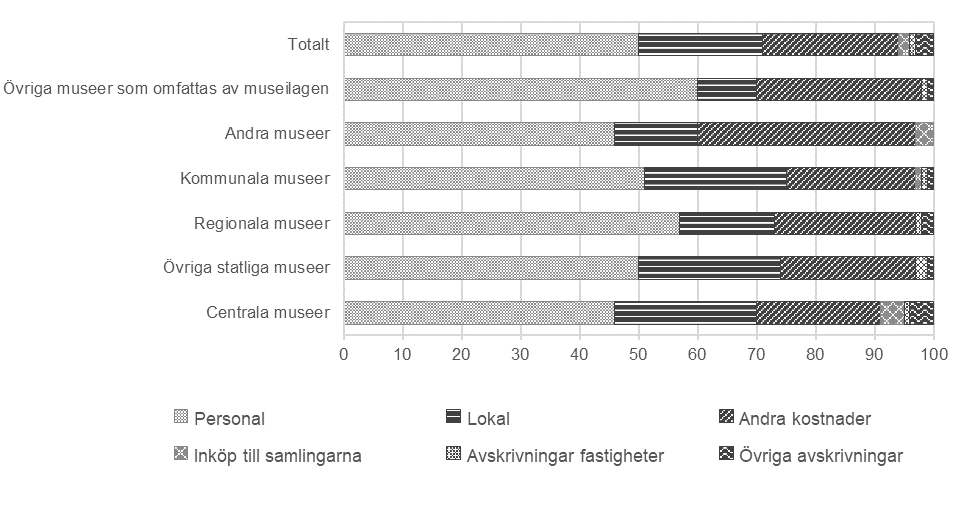 Totalt
Övriga museer som omfattas av museilagen
Andra museer
Kommunala museer
Regionala museer
Övriga statliga museer
Centrala museer
0 10 20 30 40 50 60 70 80 90 100
Personal Lokal Andra kostnader
Inköp till samlingarna Avskrivningar fastigheter Övriga avskrivningar